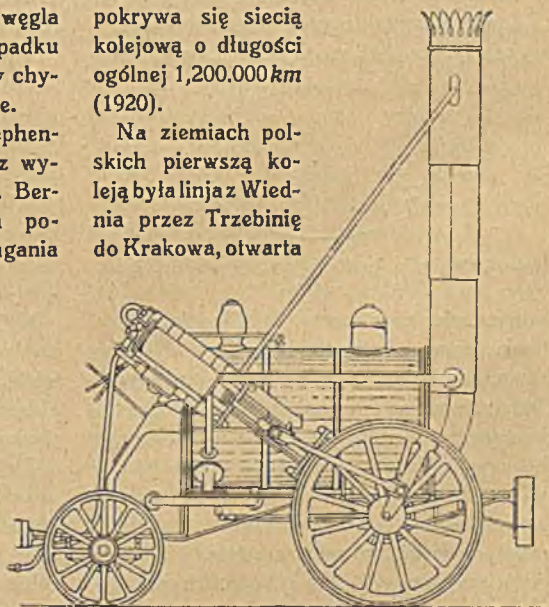 węgla
padku
y chy-
e.
ephen-
z wy-
. Ber-
po-
gania
pokrywa się siecią
kolejową o długości
ogólnej 1,200.000 km
(1920).
Na ziemiach pol-
skich pierwszą ko-
leją była linja z Wied-
nia przez Trzebinię
do Krakowa, otwarta